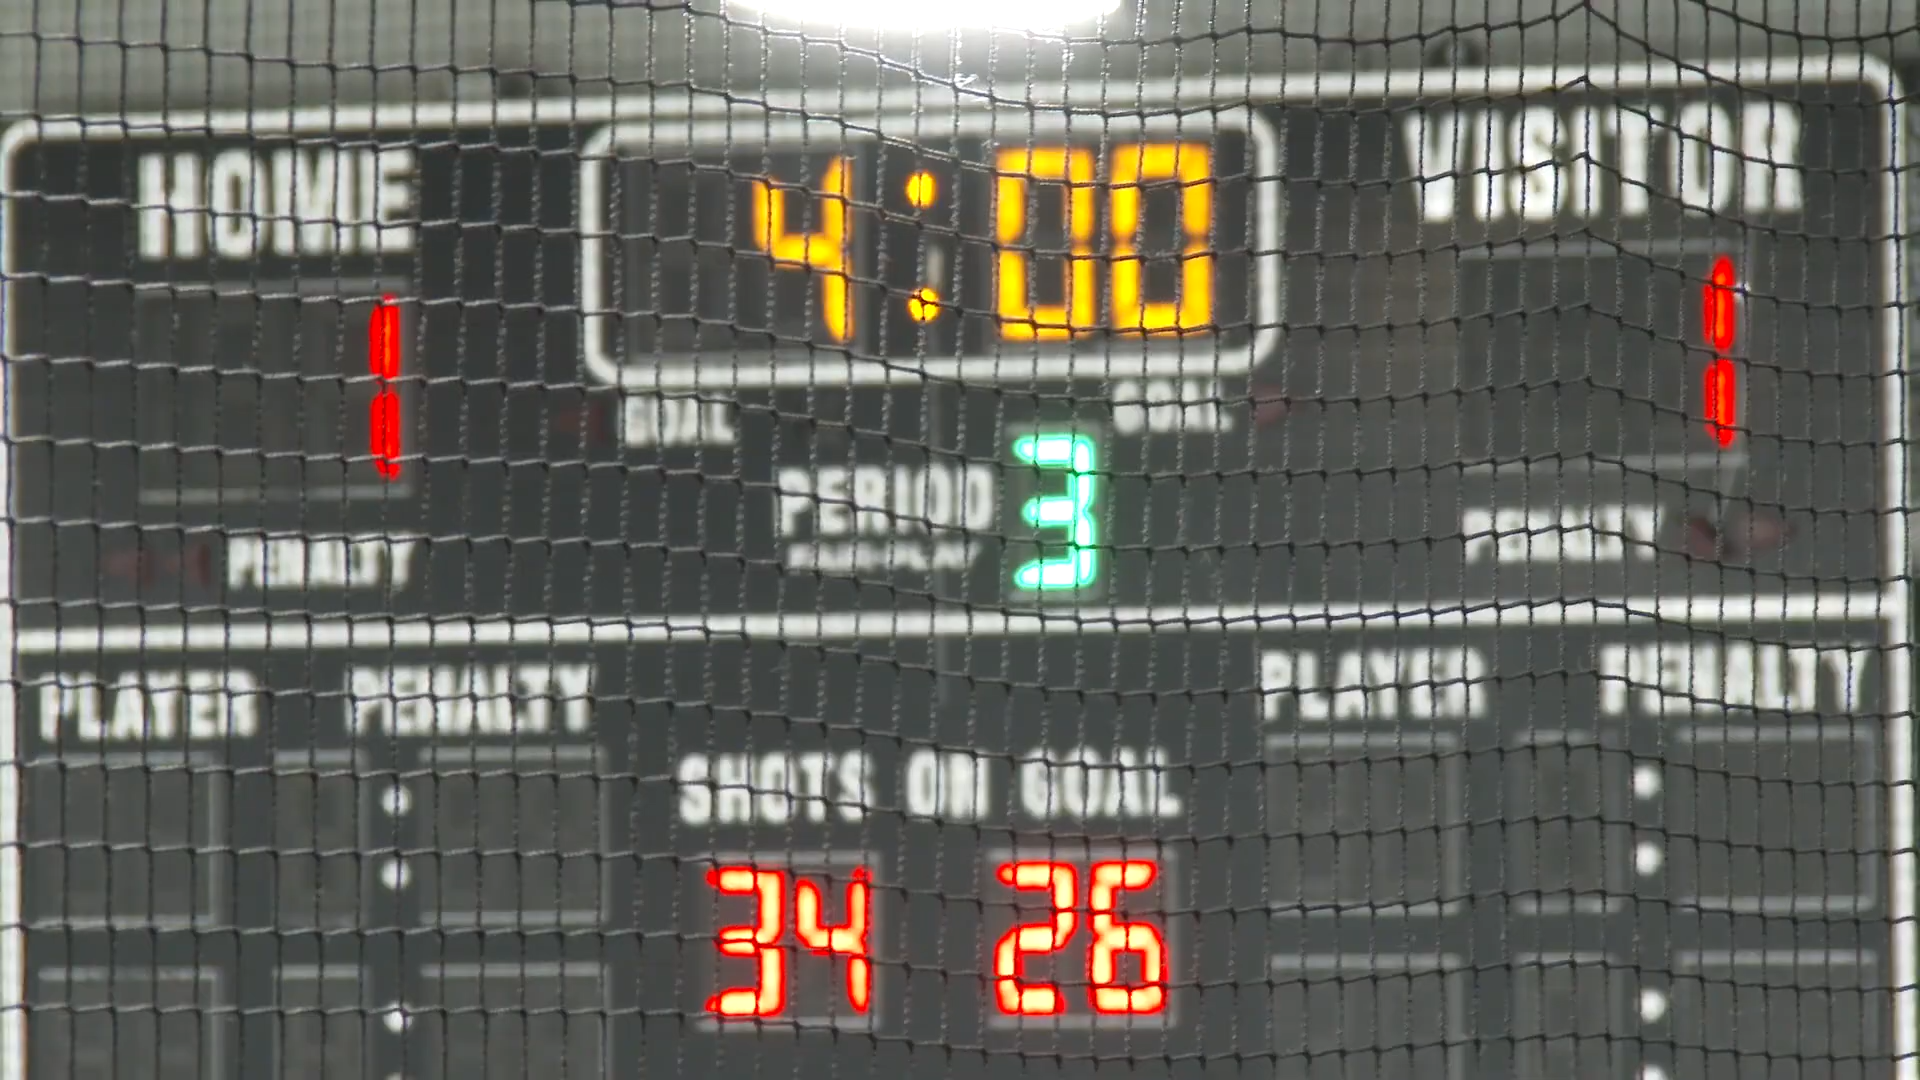 HOME 4:00 VISITOR
1 1
GOAL GOAL
PERIOD 3
PENALTY PENALTY
PLAYER PENALTY PLAYER PENALTY
SHOTS ON GOAL
34 26